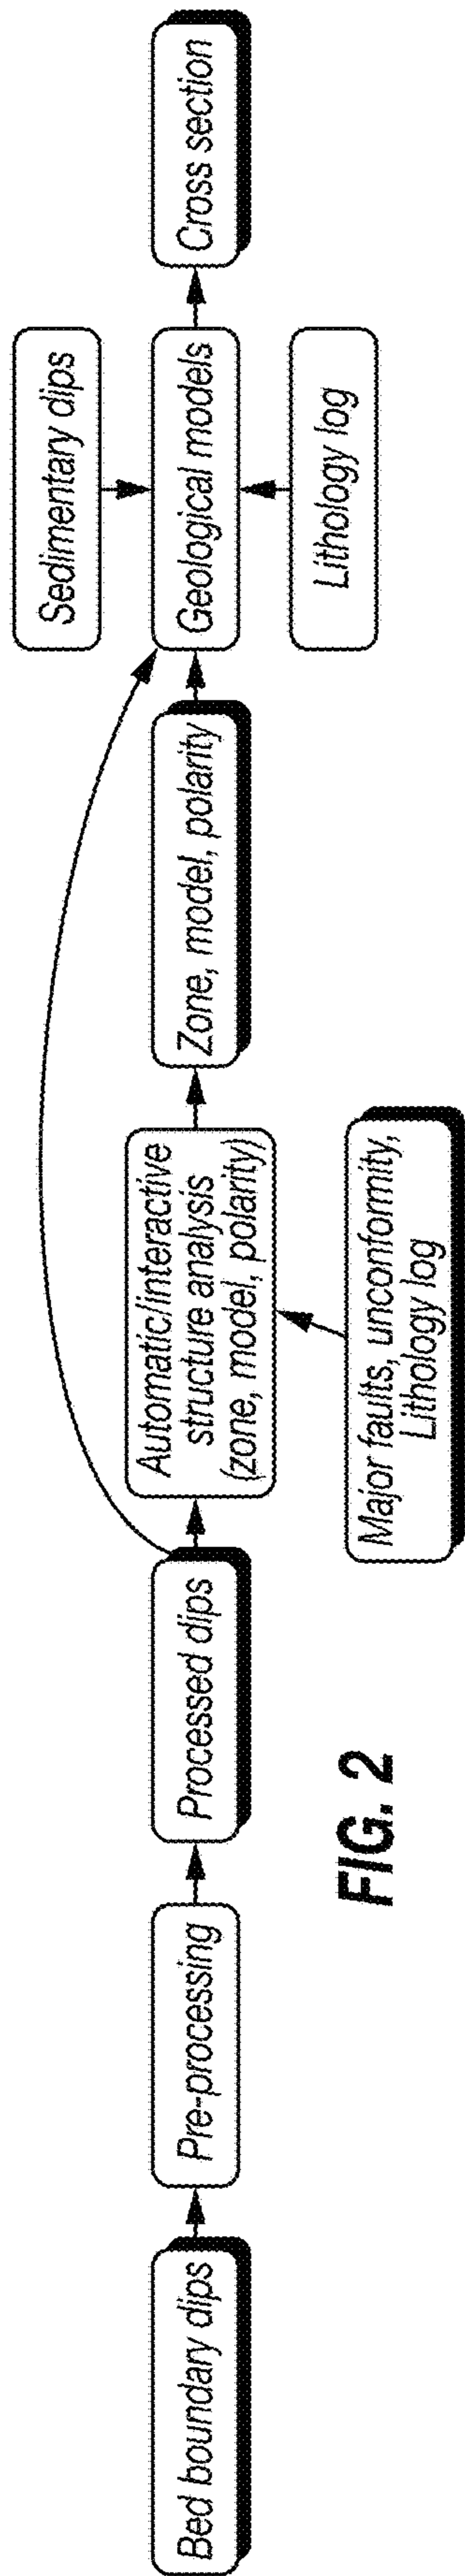 Bed boundary dips
Pre-processing
Processed dips
Automatic/interactive
structure analysis
(zone, model, polarity)
Major faults, unconformity,
Lithology log
Zone, model, polarity
Sedimentary dips
Geological models
Lithology log
Cross section
FIG. 2